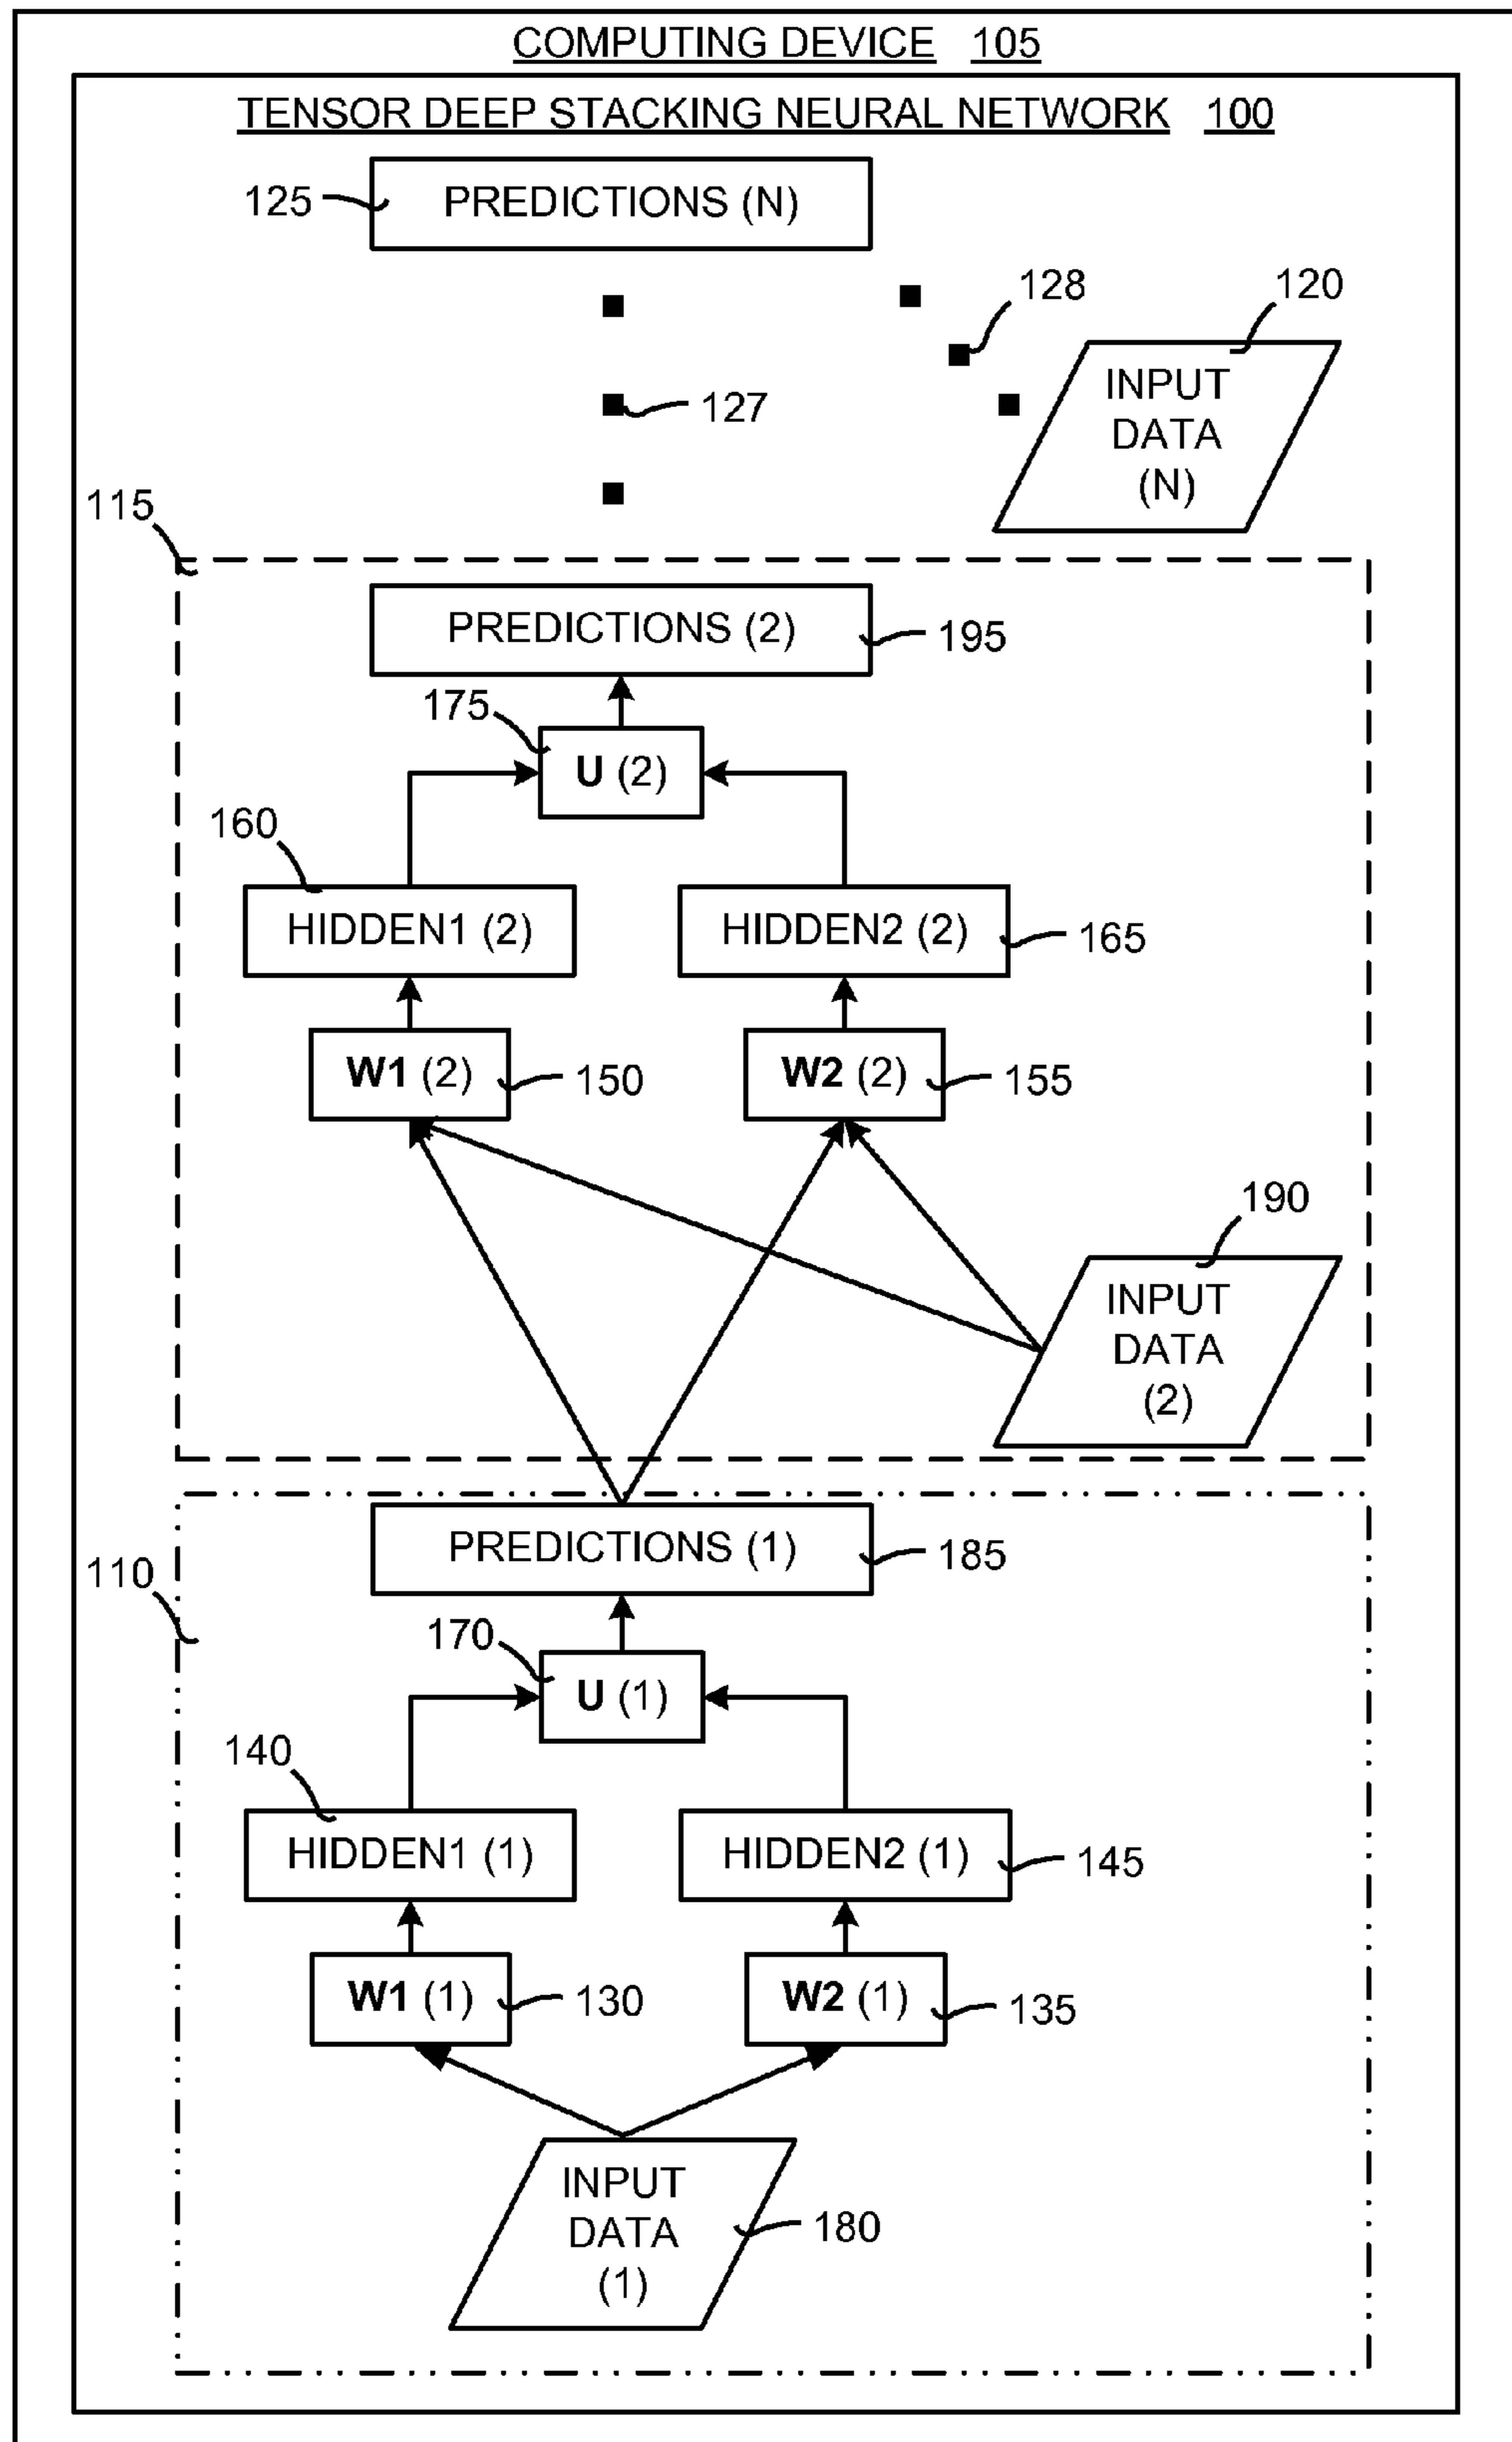 COMPUTING DEVICE 105
TENSOR DEEP STACKING NEURAL NETWORK 100
125
PREDICTIONS (N)
128
120
INPUT
DATA
(N)
127
115
PREDICTIONS (2)
195
175
U (2)
160
HIDDEN1 (2)
HIDDEN2 (2)
165
W1 (2)
150
W2 (2)
155
190
INPUT
DATA
(2)
PREDICTIONS (1)
185
110
170
U (1)
140
HIDDEN1 (1)
HIDDEN2 (1)
145
W1 (1)
130
W2 (1)
135
INPUT
DATA
(1)
180